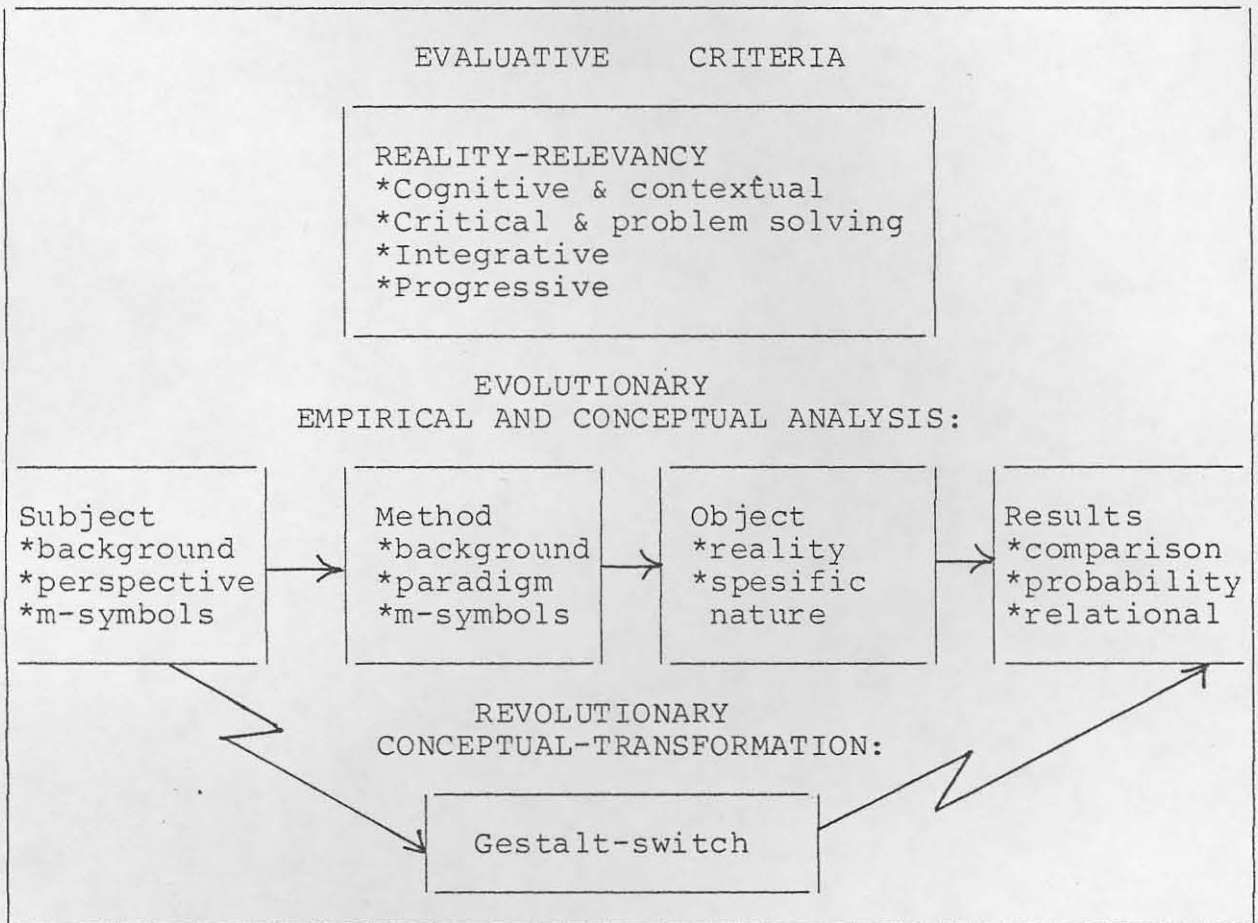 EVALUATIVE CRITERIA
REALITY-RELEVANCY
*Cognitive & contextual
*Critical & problem solving
*Integrative
*Progressive
EVOLUTIONARY
EMPIRICAL AND CONCEPTUAL ANALYSIS:
Subject
*background
*perspective
*m-symbols
Method
*background
*paradigm
*m-symbols
Object
*reality
*spesific
nature
Results
*comparison
*probability
*relational
REVOLUTIONARY
CONCEPTUAL-TRANSFORMATION:
Gestalt-switch